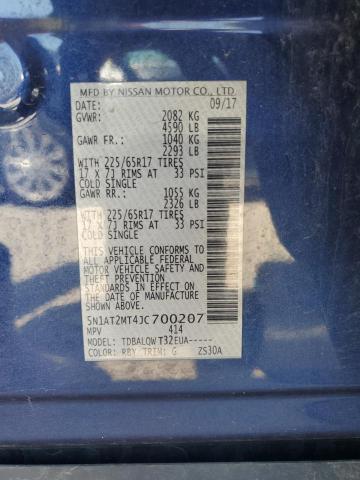 MFD BY NISSAN MOTOR CO., LTD.
DATE: 09/17
GVWR: 2082 KG
4590 LB
GAWR FR.: 1040 KG
2293 LB
WITH 225/65R17 TIRES
17 X 7J RIMS AT 33 PSI
COLD SINGLE
GAWR RR.: 1055 KG
2326 LB
WITH 225/65R17 TIRES
17 X 7J RIMS AT 33 PSI
COLD SINGLE
THIS VEHICLE CONFORMS TO
ALL APPLICABLE FEDERAL
MOTOR VEHICLE SAFETY
AND THEFT PREVENTION
STANDARDS IN EFFECT ON
THE DATE OF MANUFACTURE
SHOWN ABOVE.
5N1AT2MT4JC700207
MPV 414
MODEL: TDBALQWT32EUA-----
COLOR: RBY TRIM: G ZS30A